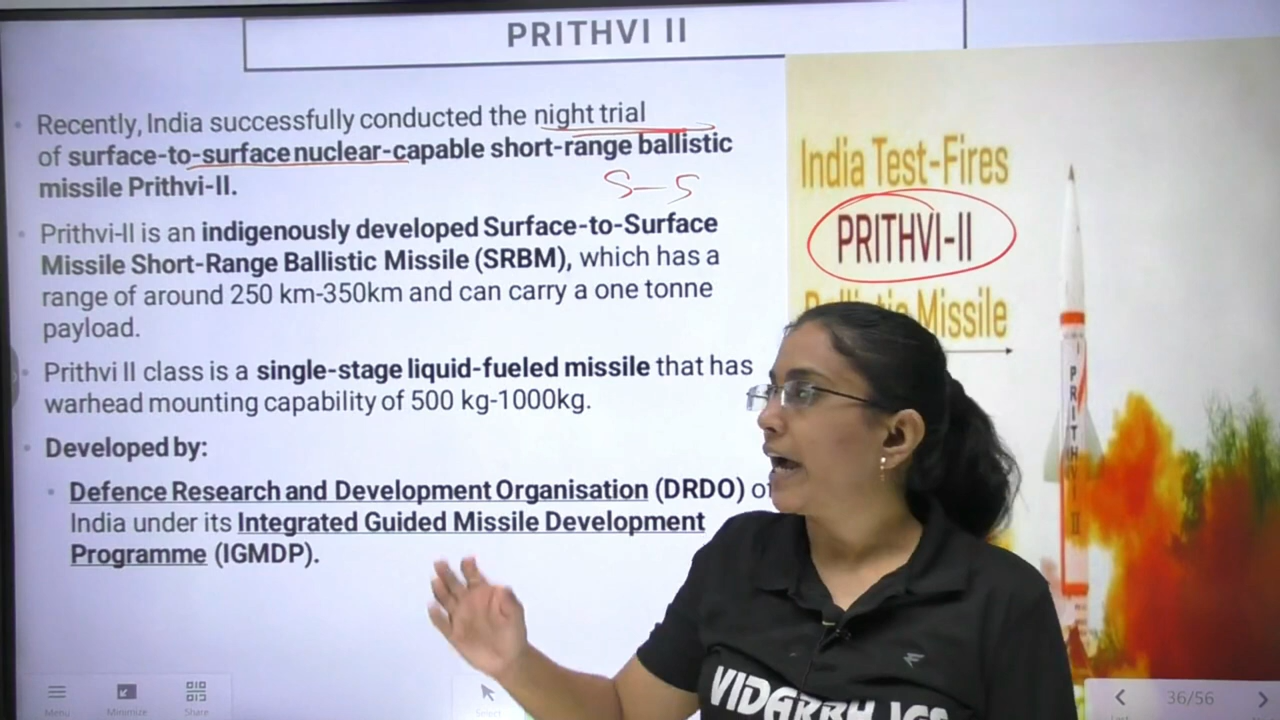 PRITHVI II
Recently, India successfully conducted the night trial
of surface-to-surface nuclear-capable short-range ballistic
missile Prithvi-II.
S-S
Prithvi-II is an indigenously developed Surface-to-Surface
Missile Short-Range Ballistic Missile (SRBM), which has a
range of around 250 km-350km and can carry a one tonne
payload.
Prithvi II class is a single-stage liquid-fueled missile that has
warhead mounting capability of 500 kg-1000kg.
Developed by:
Defence Research and Development Organisation (DRDO) of
India under its Integrated Guided Missile Development
Programme (IGMDP).
India Test-Fires
PRITHVI-II
Ballistic Missile
PRITHVI II
VIDARBH IAS
Menu
Minimize
Share
Select
36/56